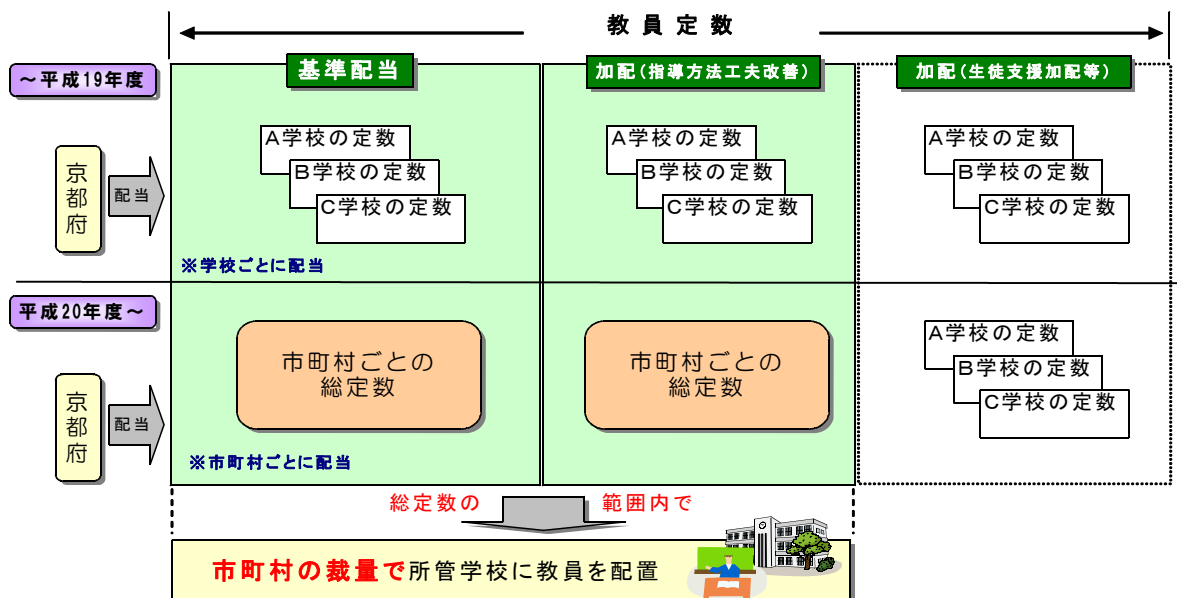 教員定数
基準配当
加配（指導方法工夫改善）
加配（生徒支援加配等）
～平成19年度
京都府
配当
A学校の定数
B学校の定数
C学校の定数
※学校ごとに配当
A学校の定数
B学校の定数
C学校の定数
A学校の定数
B学校の定数
C学校の定数
平成20年度～
京都府
配当
市町村ごとの
総定数
※市町村ごとに配当
市町村ごとの
総定数
A学校の定数
B学校の定数
C学校の定数
総定数の 範囲内で
市町村の裁量で所管学校に教員を配置